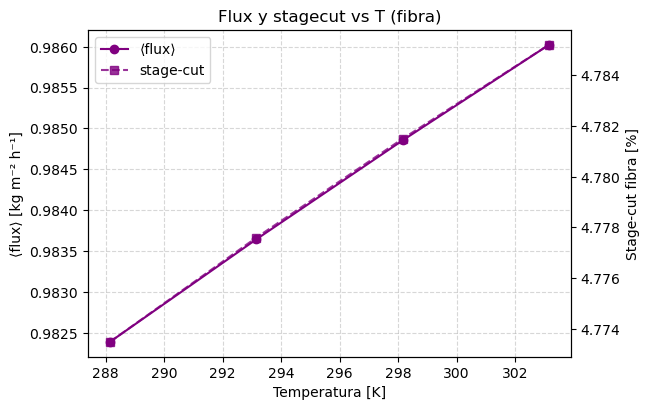 Flux y stagecut vs T (fibra)
⟨flux⟩
stage-cut
0.9860
0.9855
0.9850
0.9845
0.9840
0.9835
0.9830
0.9825
⟨flux⟩ [kg m⁻² h⁻¹]
4.784
4.782
4.780
4.778
4.776
4.774
Stage-cut fibra [%]
288 290 292 294 296 298 300 302
Temperatura [K]